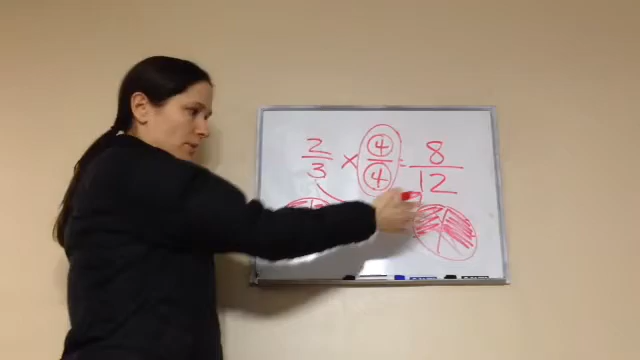 2/3 × 4/4 = 8/12